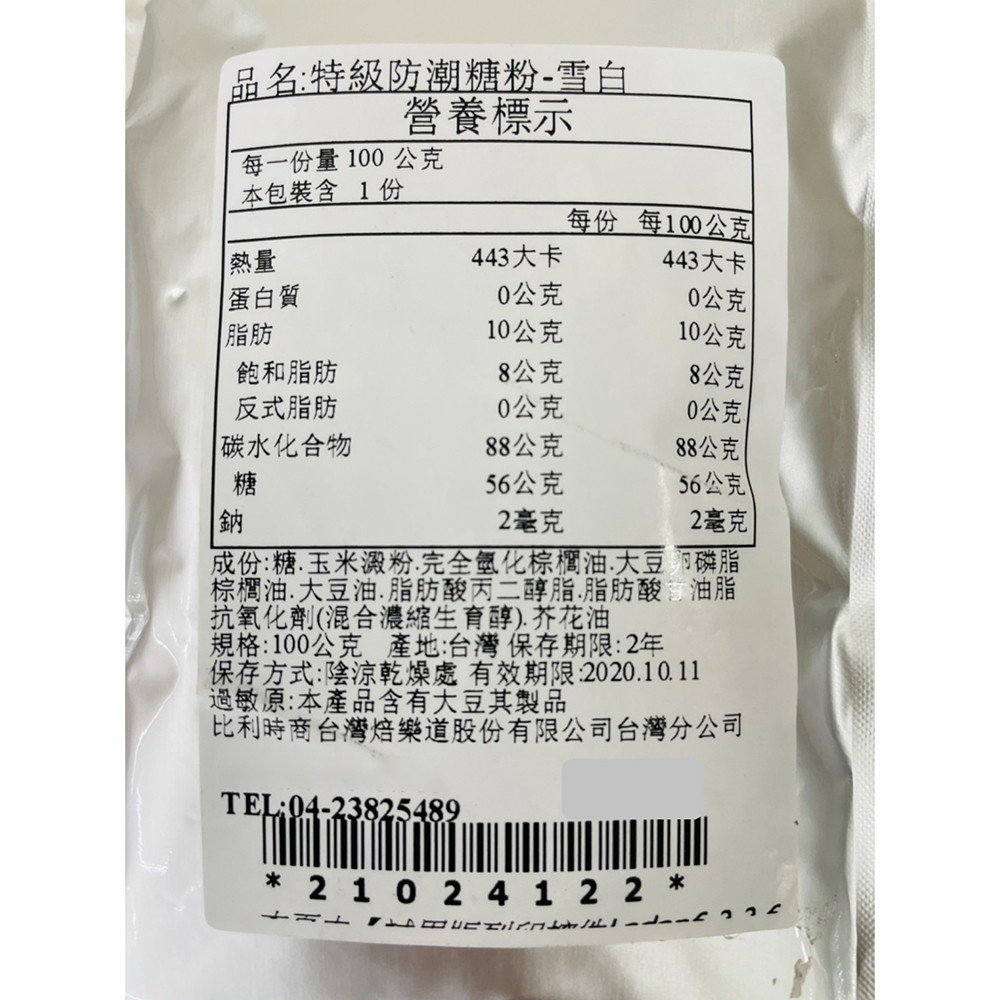 品名:特級防潮糖粉-雪白
營養標示
每一份量 100 公克
本包裝含 1 份
每份 每100公克
熱量 443大卡 443大卡
蛋白質 0公克 0公克
脂肪 10公克 10公克
飽和脂肪 8公克 8公克
反式脂肪 0公克 0公克
碳水化合物 88公克 88公克
糖 56公克 56公克
鈉 2毫克 2毫克
成份:糖.玉米澱粉.完全氫化棕櫚油.大豆卵磷脂
棕櫚油.大豆油.脂肪酸丙二醇脂.脂肪酸甘油脂
抗氧化劑(混合濃縮生育醇).芥花油
規格:100公克 產地:台灣 保存期限:2年
保存方式:陰涼乾燥處 有效期限:2020.10.11
過敏原:本產品含有大豆其製品
比利時商台灣焙樂道股份有限公司台灣分公司
TEL:04-23825489
*21024122*